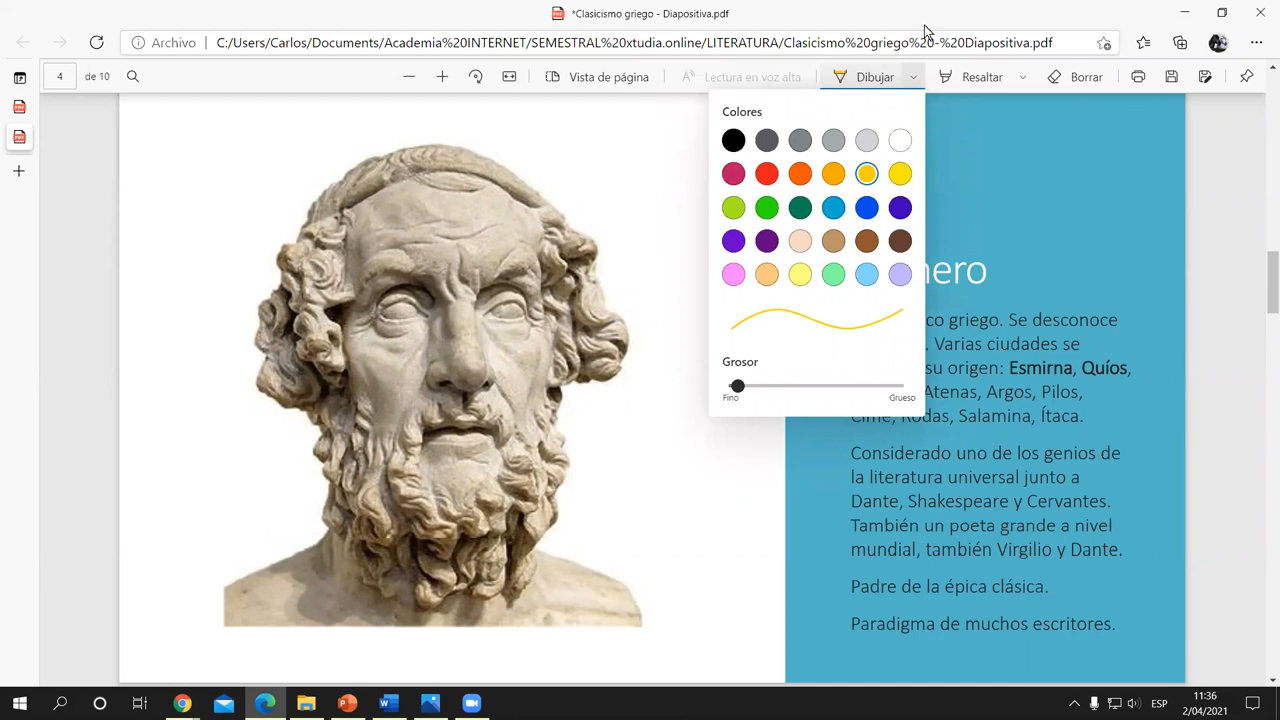 *Clasicismo griego - Diapositiva.pdf
Archivo
C:/Users/Carlos/Documents/Academia%20INTERNET/SEMESTRAL%20xtudia.online/LITERATURA/Clasicismo%20griego%20-%20Diapositiva.pdf
4 de 10
Vista de página
Lectura en voz alta
Dibujar
Resaltar
Borrar
Colores
Grosor
Fino
Grueso
nero
co griego. Se desconoce
. Varias ciudades se
su origen: Esmirna, Quíos,
Atenas, Argos, Pilos,
Cime, Rodas, Salamina, Ítaca.
Considerado uno de los genios de
la literatura universal junto a
Dante, Shakespeare y Cervantes.
También un poeta grande a nivel
mundial, también Virgilio y Dante.
Padre de la épica clásica.
Paradigma de muchos escritores.
ESP
11:36
2/04/2021